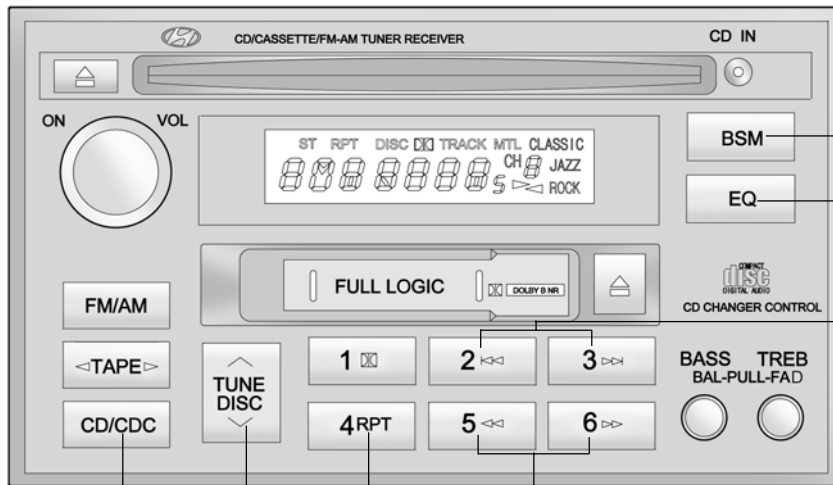 CD/CASSETTE/FM-AM TUNER RECEIVER
CD IN
ON VOL
ST RPT DISC TRACK MTL CLASSIC
CH JAZZ
ROCK
BSM
EQ
FULL LOGIC
DOLBY B NR
COMPACT
disc
DIGITAL AUDIO
CD CHANGER CONTROL
FM/AM
TAPE
CD/CDC
TUNE
DISC
1
2
3
4 RPT
5
6
BASS TREB
BAL-PULL-FAD